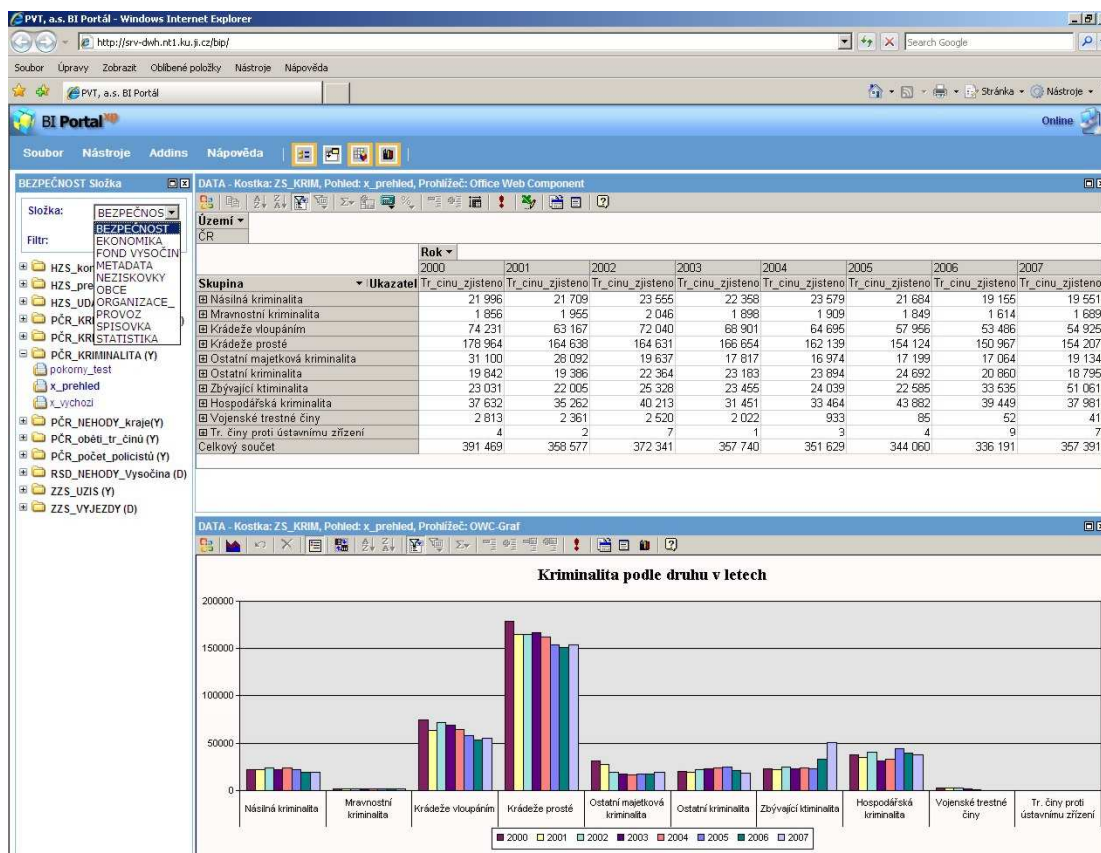 PVT, a.s. BI Portál - Windows Internet Explorer
http://srv-dwh.nt1.ku.ji.cz/bip/
Search Google
Soubor Úpravy Zobrazit Oblíbené položky Nástroje Nápověda
PVT, a.s. BI Portál
Stránka Nástroje
BI Portal XP
Online
Soubor Nástroje Addins Nápověda
BEZPEČNOST Složka
Složka: BEZPEČNOS
BEZPEČNOST
Filtr:
EKONOMIKA
FOND VYSOČIN
METADATA
NEZISKOVKY
OBCE
ORGANIZACE_
PROVOZ
SPISOVKA
STATISTIKA
HZS_kon
HZS_pre
HZS_UDA
PČR_KRI
PČR_KRI
PČR_KRIMINALITA (Y)
pokorny_test
x_prehled
x_vychozi
PČR_NEHODY_kraje(Y)
PČR_oběti_tr_činů (Y)
PČR_počet_policistů (Y)
RSD_NEHODY_Vysočina (D)
ZZS_UZIS (Y)
ZZS_VYJEZDY (D)
DATA - Kostka: ZS_KRIM, Pohled: x_prehled, Prohlížeč: Office Web Component
Území
ČR
Rok
2000 2001 2002 2003 2004 2005 2006 2007
Skupina Ukazatel Tr_cinu_zjisteno Tr_cinu_zjisteno Tr_cinu_zjisteno Tr_cinu_zjisteno Tr_cinu_zjisteno Tr_cinu_zjisteno Tr_cinu_zjisteno Tr_cinu_zjisteno
Násilná kriminalita 21 996 21 709 23 555 22 358 23 579 21 684 19 155 19 551
Mravnostní kriminalita 1 856 1 955 2 046 1 898 1 909 1 849 1 614 1 689
Krádeže vloupáním 74 231 63 167 72 040 68 901 64 695 57 956 53 486 54 925
Krádeže prosté 178 964 164 638 164 631 166 654 162 139 154 124 150 967 154 207
Ostatní majetková kriminalita 31 100 28 092 19 637 17 817 16 974 17 199 17 064 19 134
Ostatní kriminalita 19 842 19 386 22 364 23 183 23 894 24 692 20 860 18 795
Zbývající ktiminalita 23 031 22 005 25 328 23 455 24 039 22 585 33 535 51 061
Hospodářská kriminalita 37 632 35 262 40 213 31 451 33 464 43 882 39 449 37 981
Vojenské trestné činy 2 813 2 361 2 520 2 022 933 85 52 41
Tr. činy proti ústavnímu zřízení 4 2 7 1 3 4 9 7
Celkový součet 391 469 358 577 372 341 357 740 351 629 344 060 336 191 357 391
DATA - Kostka: ZS_KRIM, Pohled: x_prehled, Prohlížeč: OWC-Graf
Kriminalita podle druhu v letech
200000
150000
100000
50000
0
Násilná kriminalita
Mravnostní kriminalita
Krádeže vloupáním
Krádeže prosté
Ostatní majetková kriminalita
Ostatní kriminalita
Zbývající ktiminalita
Hospodářská kriminalita
Vojenské trestné činy
Tr. činy proti ústavnímu zřízení
2000 2001 2002 2003 2004 2005 2006 2007